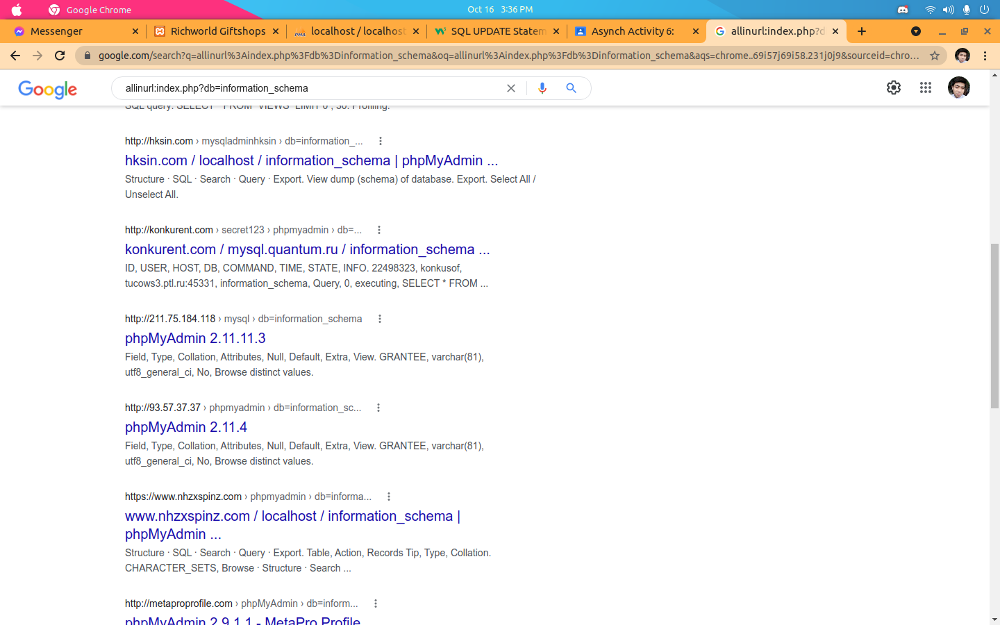 Google Chrome
Oct 16 3:36 PM
Messenger
Richworld Giftshops
localhost / localhost
SQL UPDATE Statem
Asynch Activity 6:
allinurl:index.php?d
google.com/search?q=allinurl%3Aindex.php%3Fdb%3Dinformation_schema&oq=allinurl%3Aindex.php%3Fdb%3Dinformation_schema&aqs=chrome..69i57j69i58.231j0j9&sourceid=chro...
Google
allinurl:index.php?db=information_schema
SQL query: SELECT * FROM `VIEWS` LIMIT 0 , 30. Profiling.
http://hksin.com › mysqladminhksin › db=information_...
hksin.com / localhost / information_schema | phpMyAdmin ...
Structure · SQL · Search · Query · Export. View dump (schema) of database. Export. Select All /
Unselect All.
http://konkurent.com › secret123 › phpmyadmin › db=...
konkurent.com / mysql.quantum.ru / information_schema ...
ID, USER, HOST, DB, COMMAND, TIME, STATE, INFO. 22498323, konkusof,
tucows3.ptl.ru:45331, information_schema, Query, 0, executing, SELECT * FROM ...
http://211.75.184.118 › mysql › db=information_schema
phpMyAdmin 2.11.11.3
Field, Type, Collation, Attributes, Null, Default, Extra, View. GRANTEE, varchar(81),
utf8_general_ci, No, Browse distinct values.
http://93.57.37.37 › phpmyadmin › db=information_sc...
phpMyAdmin 2.11.4
Field, Type, Collation, Attributes, Null, Default, Extra, View. GRANTEE, varchar(81),
utf8_general_ci, No, Browse distinct values.
https://www.nhzxspinz.com › phpmyadmin › db=informa...
www.nhzxspinz.com / localhost / information_schema |
phpMyAdmin ...
Structure · SQL · Search · Query · Export. Table, Action, Records Tip, Type, Collation.
CHARACTER_SETS, Browse · Structure · Search ...
http://metaproprofile.com › phpMyAdmin › db=inform...
phpMyAdmin 2.9.1.1 - MetaPro Profile